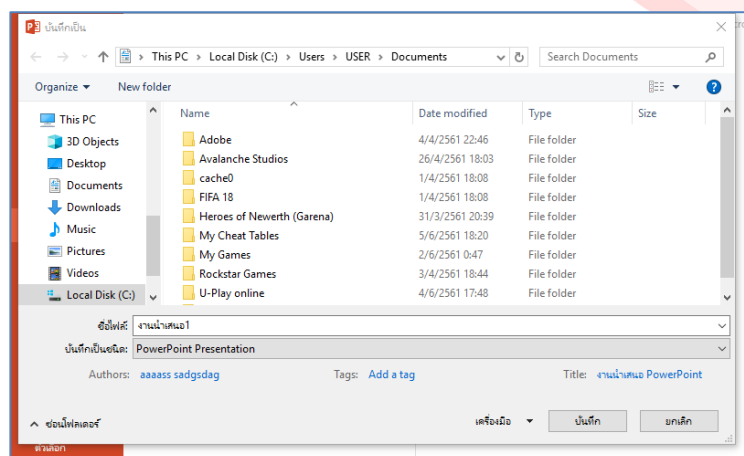 บันทึกเป็น
This PC > Local Disk (C:) > Users > USER > Documents
Search Documents
Organize
New folder
Name Date modified Type Size
This PC
3D Objects
Desktop
Documents
Downloads
Music
Pictures
Videos
Local Disk (C:)
Adobe 4/4/2561 22:46 File folder
Avalanche Studios 26/4/2561 18:03 File folder
cache0 1/4/2561 18:08 File folder
FIFA 18 1/4/2561 18:08 File folder
Heroes of Newerth (Garena) 31/3/2561 20:39 File folder
My Cheat Tables 5/6/2561 18:20 File folder
My Games 2/6/2561 0:47 File folder
Rockstar Games 3/4/2561 18:44 File folder
U-Play online 4/6/2561 17:48 File folder
ชื่อไฟล์: งานนำเสนอ1
บันทึกเป็นชนิด: PowerPoint Presentation
Authors: aaaass sadgsdag Tags: Add a tag Title: งานนำเสนอ PowerPoint
ซ่อนโฟลเดอร์ เครื่องมือ บันทึก ยกเลิก
ตัวเลือก